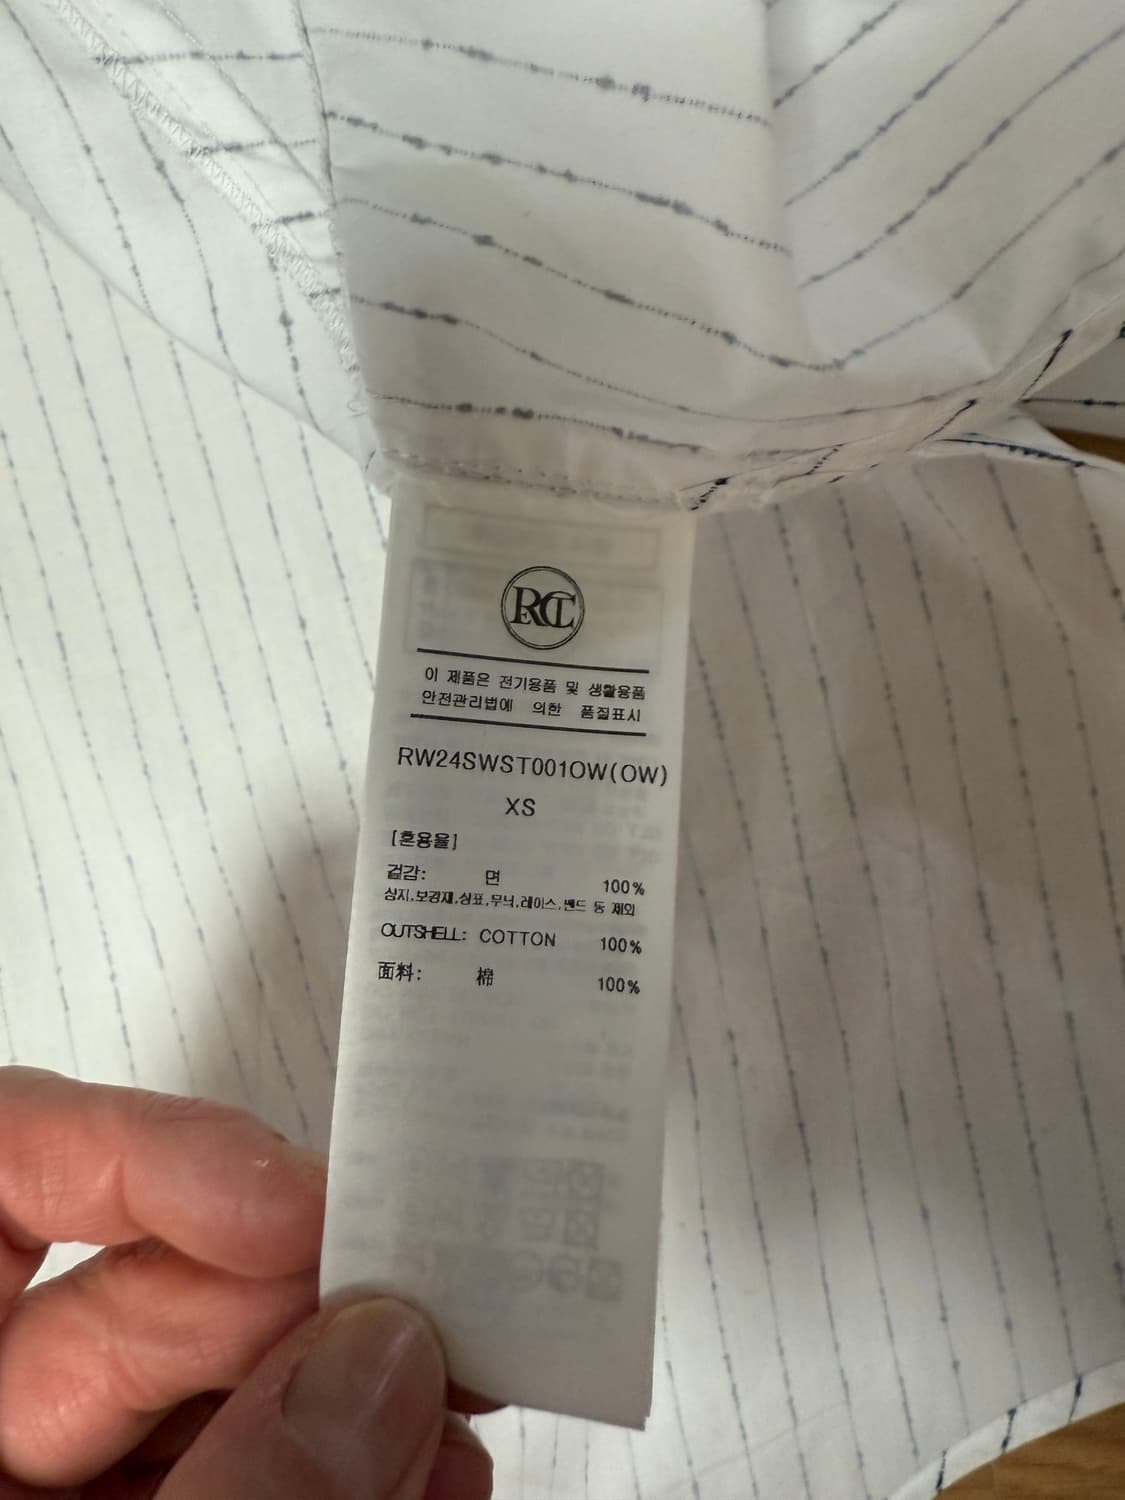 RCT
이 제품은 전기용품 및 생활용품
안전관리법에 의한 품질표시
RW24SWST001OW(OW)
XS
[혼용율]
겉감: 면 100%
심지,보강재,상표,무늬,레이스,밴드 등 제외
OUTSHELL: COTTON 100%
面料: 棉 100%